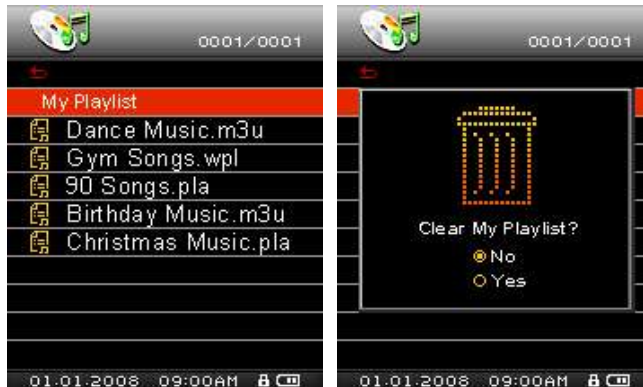 0001/0001
My Playlist
Dance Music.m3u
Gym Songs.wpl
90 Songs.pla
Birthday Music.m3u
Christmas Music.pla
01.01.2008 09:00AM
0001/0001
Clear My Playlist?
No
Yes
01.01.2008 09:00AM